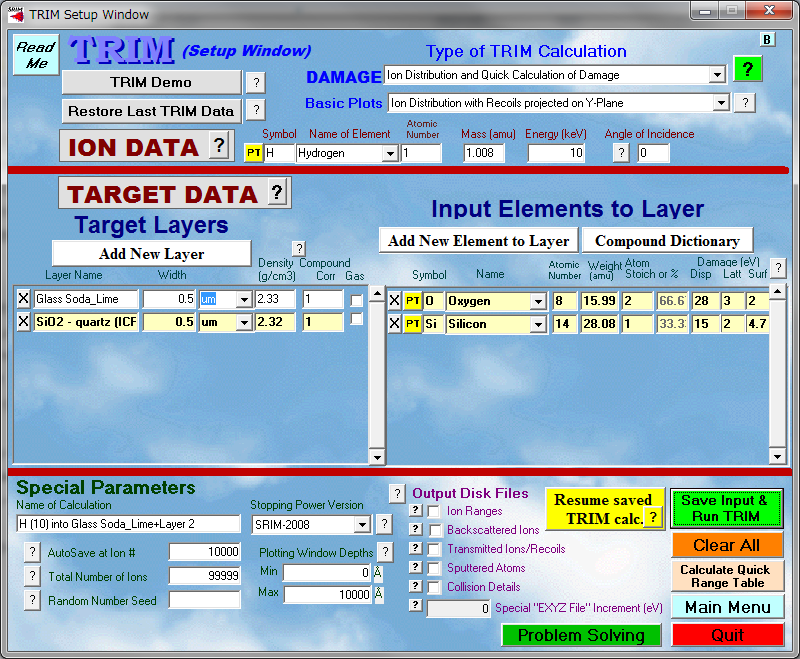 TRIM Setup Window
Read Me
TRIM (Setup Window)
Type of TRIM Calculation
B
TRIM Demo ?
DAMAGE Ion Distribution and Quick Calculation of Damage ?
Restore Last TRIM Data ?
Basic Plots Ion Distribution with Recoils projected on Y-Plane ?
ION DATA ?
Symbol Name of Element Atomic Number Mass (amu) Energy (keV) Angle of Incidence
PT H Hydrogen 1 1.008 10 ? 0
TARGET DATA ?
Target Layers
Input Elements to Layer
Add New Layer ?
Add New Element to Layer Compound Dictionary
Layer Name Width Density (g/cm3) Compound Corr Gas
Symbol Name Atomic Number Weight (amu) Atom Stoich or % Damage (eV) Disp Latt Surf ?
X Glass Soda_Lime 0.5 um 2.33 1
X SiO2 - quartz (ICF 0.5 um 2.32 1
X PT O Oxygen 8 15.99 2 66.6 28 3 2
X PT Si Silicon 14 28.08 1 33.3 15 2 4.7
Special Parameters
Name of Calculation
H (10) into Glass Soda_Lime+Layer 2
Stopping Power Version
SRIM-2008 ?
? AutoSave at Ion # 10000
? Total Number of Ions 99999
? Random Number Seed
Plotting Window Depths ?
Min 0 Å
Max 10000 Å
? Output Disk Files
? Ion Ranges
? Backscattered Ions
? Transmitted Ions/Recoils
? Sputtered Atoms
? Collision Details
? 0 Special "EXYZ File" Increment (eV)
Resume saved TRIM calc. ?
Save Input & Run TRIM
Clear All
Calculate Quick Range Table
Main Menu
Problem Solving
Quit